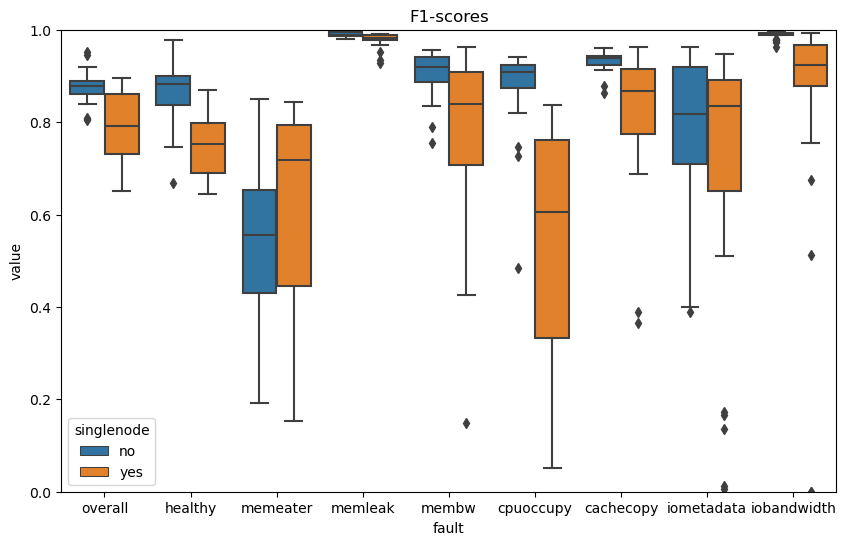 F1-scores
value
1.0
0.8
0.6
0.4
0.2
0.0
singlenode
no
yes
overall healthy memeater memleak membw cpuoccupy cachecopy iometadata iobandwidth
fault